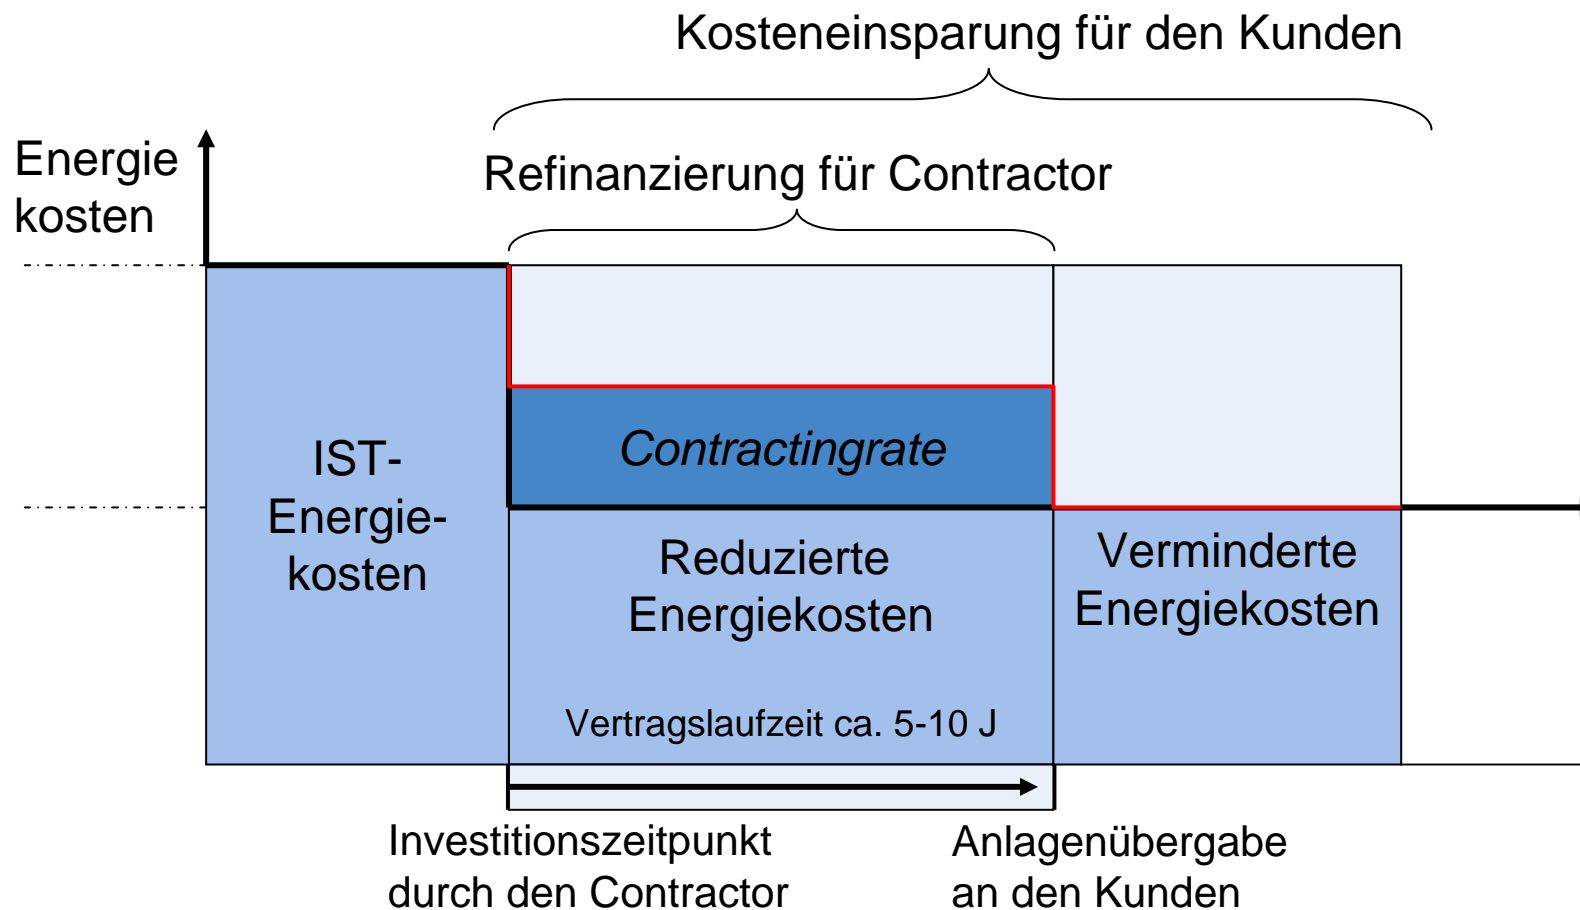 Kosteneinsparung für den Kunden
Energie
kosten
Refinanzierung für Contractor
IST-
Energie-
kosten
Contractingrate
Reduzierte
Energiekosten
Verminderte
Energiekosten
Vertragslaufzeit ca. 5-10 J
Investitionszeitpunkt
durch den Contractor
Anlagenübergabe
an den Kunden